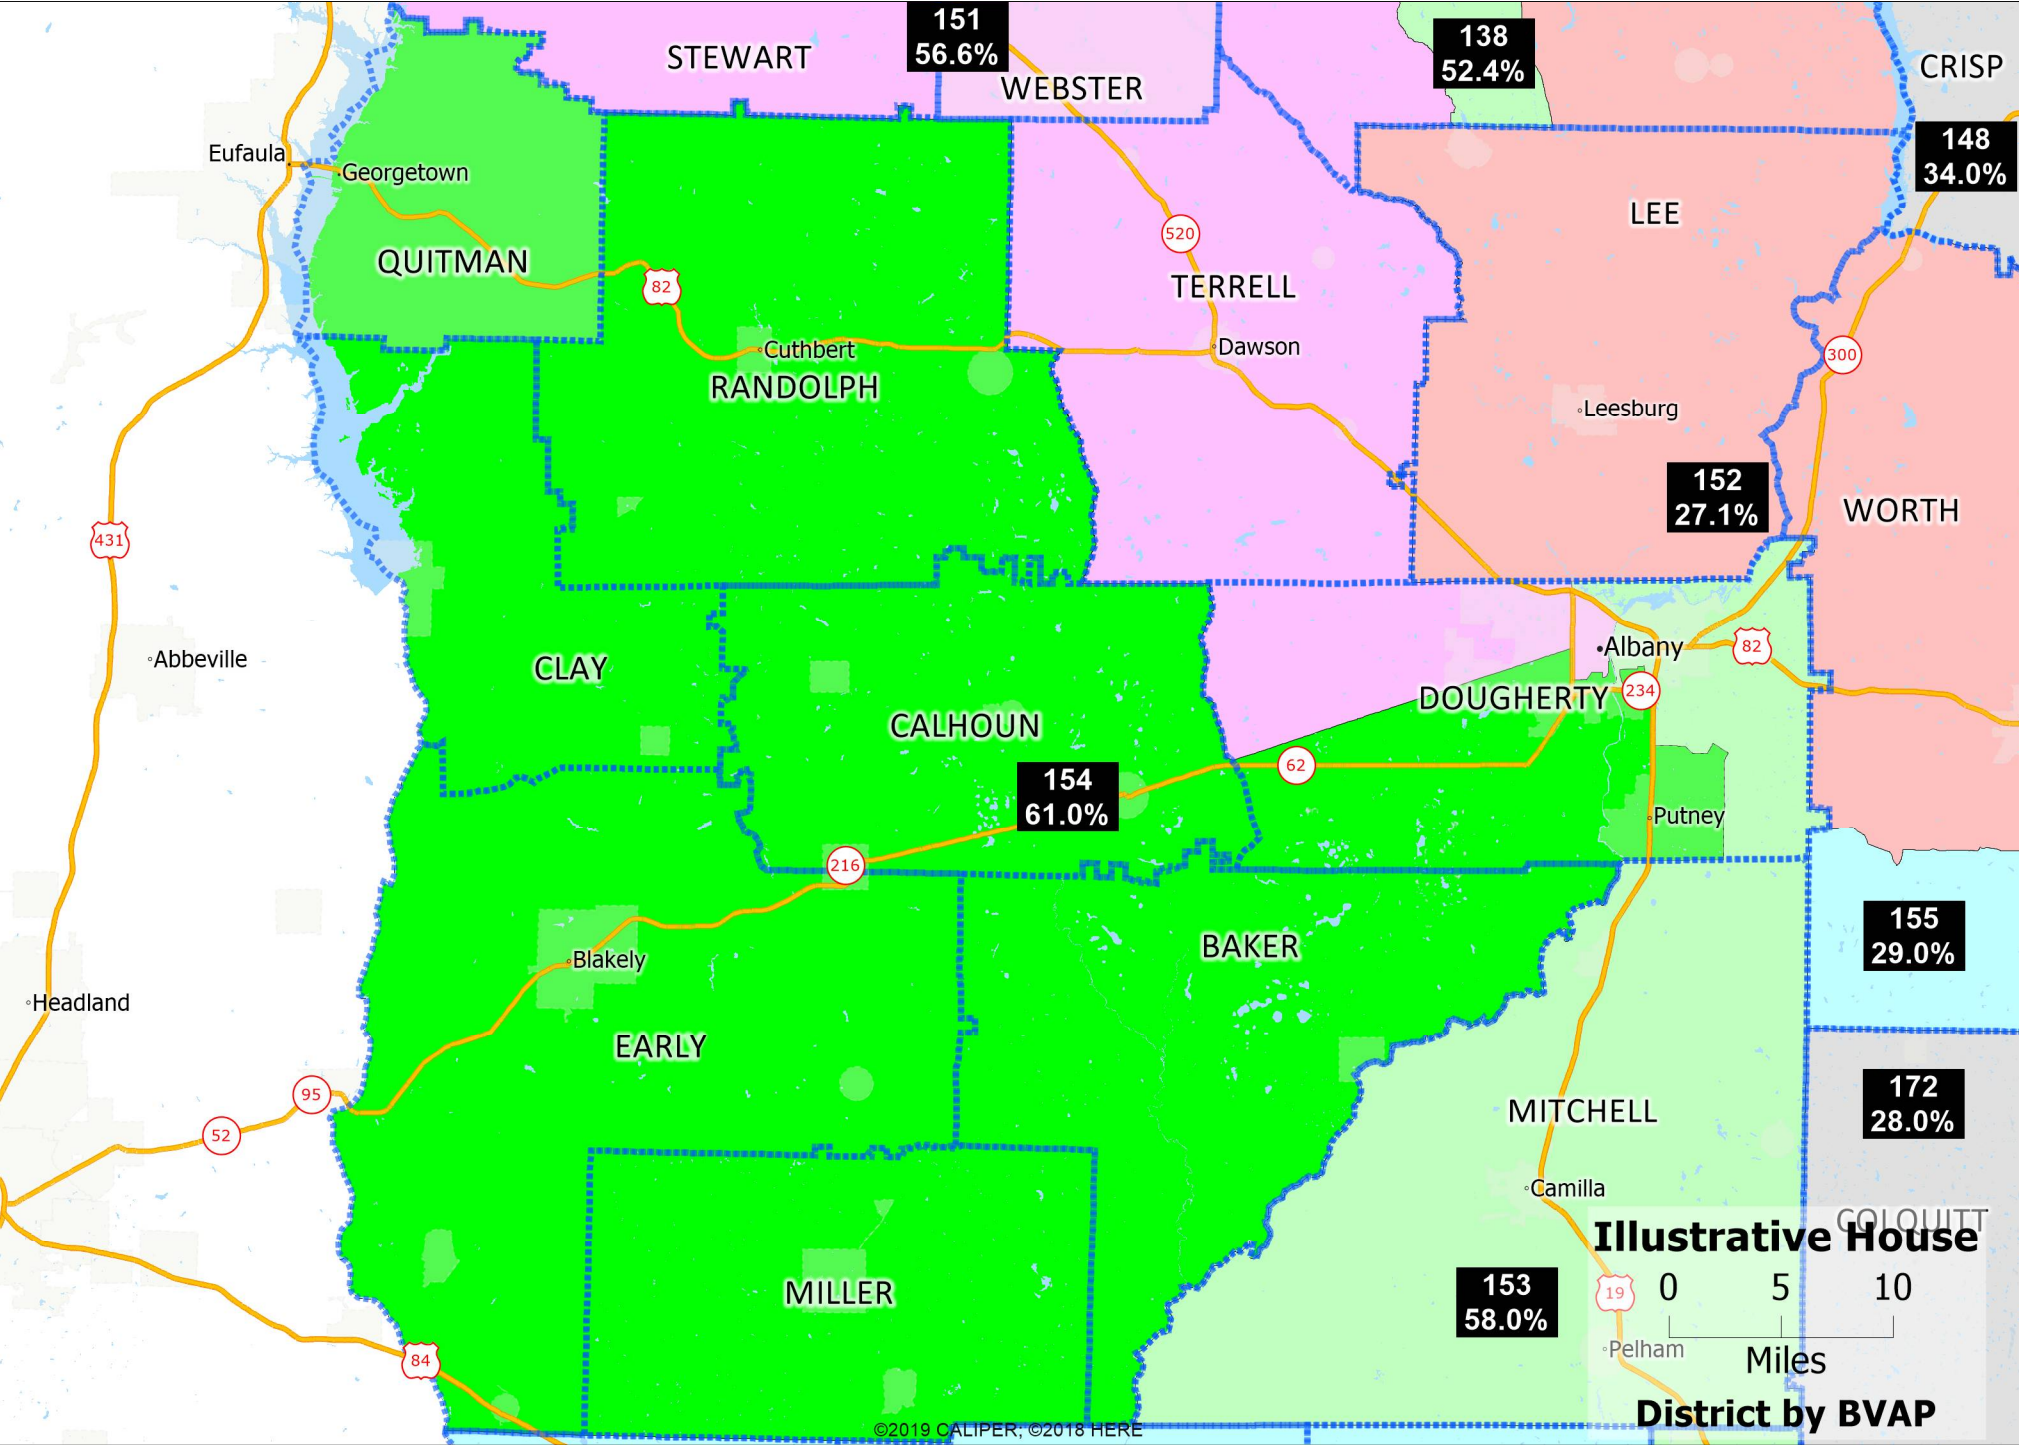 151
56.6%
138
52.4%
STEWART
WEBSTER
CRISP
148
34.0%
Eufaula
Georgetown
LEE
520
QUITMAN
82
TERRELL
Cuthbert
Dawson
300
RANDOLPH
Leesburg
152
27.1%
WORTH
431
Abbeville
CLAY
Albany
82
CALHOUN
DOUGHERTY
234
154
61.0%
62
Putney
216
155
29.0%
Blakely
BAKER
Headland
EARLY
95
52
172
28.0%
MITCHELL
Camilla
COLQUITT
Illustrative House
MILLER
153
58.0%
19
0 5 10
Pelham
Miles
84
District by BVAP
©2019 CALIPER; ©2018 HERE